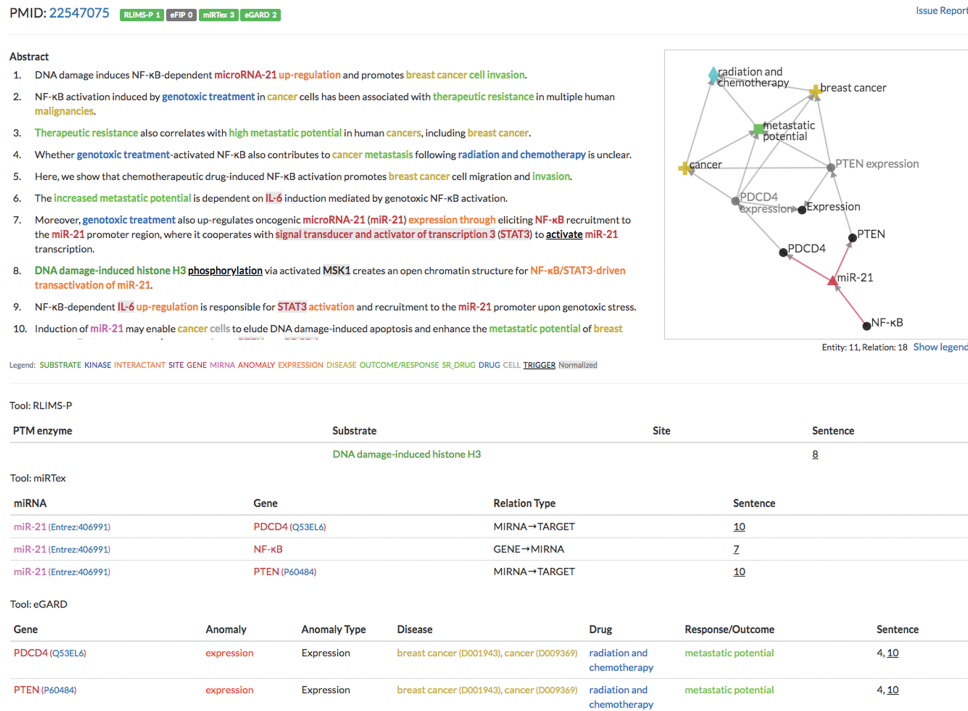 PMID: 22547075 RLIMS-P 1 eFIP 0 miRTex 3 eGARD 2
Issue Report
Abstract
1. DNA damage induces NF-κB-dependent microRNA-21 up-regulation and promotes breast cancer cell invasion.
2. NF-κB activation induced by genotoxic treatment in cancer cells has been associated with therapeutic resistance in multiple human
malignancies.
3. Therapeutic resistance also correlates with high metastatic potential in human cancers, including breast cancer.
4. Whether genotoxic treatment-activated NF-κB also contributes to cancer metastasis following radiation and chemotherapy is unclear.
5. Here, we show that chemotherapeutic drug-induced NF-κB activation promotes breast cancer cell migration and invasion.
6. The increased metastatic potential is dependent on IL-6 induction mediated by genotoxic NF-κB activation.
7. Moreover, genotoxic treatment also up-regulates oncogenic microRNA-21 (miR-21) expression through eliciting NF-κB recruitment to
the miR-21 promoter region, where it cooperates with signal transducer and activator of transcription 3 (STAT3) to activate miR-21
transcription.
8. DNA damage-induced histone H3 phosphorylation via activated MSK1 creates an open chromatin structure for NF-κB/STAT3-driven
transactivation of miR-21.
9. NF-κB-dependent IL-6 up-regulation is responsible for STAT3 activation and recruitment to the miR-21 promoter upon genotoxic stress.
10. Induction of miR-21 may enable cancer cells to elude DNA damage-induced apoptosis and enhance the metastatic potential of breast
radiation and
chemotherapy
breast cancer
metastatic
potential
cancer
PTEN expression
PDCD4
expression
Expression
PTEN
PDCD4
miR-21
NF-κB
Entity: 11, Relation: 18 Show legend
Legend: SUBSTRATE KINASE INTERACTANT SITE GENE MIRNA ANOMALY EXPRESSION DISEASE OUTCOME/RESPONSE SR_DRUG DRUG CELL TRIGGER Normalized
Tool: RLIMS-P
PTM enzyme Substrate Site Sentence
DNA damage-induced histone H3 8
Tool: miRTex
miRNA Gene Relation Type Sentence
miR-21 (Entrez:406991) PDCD4 (Q53EL6) MIRNA→TARGET 10
miR-21 (Entrez:406991) NF-κB GENE→MIRNA 7
miR-21 (Entrez:406991) PTEN (P60484) MIRNA→TARGET 10
Tool: eGARD
Gene Anomaly Anomaly Type Disease Drug Response/Outcome Sentence
PDCD4 (Q53EL6) expression Expression breast cancer (D001943), cancer (D009369) radiation and metastatic potential 4, 10
chemotherapy
PTEN (P60484) expression Expression breast cancer (D001943), cancer (D009369) radiation and metastatic potential 4, 10
chemotherapy